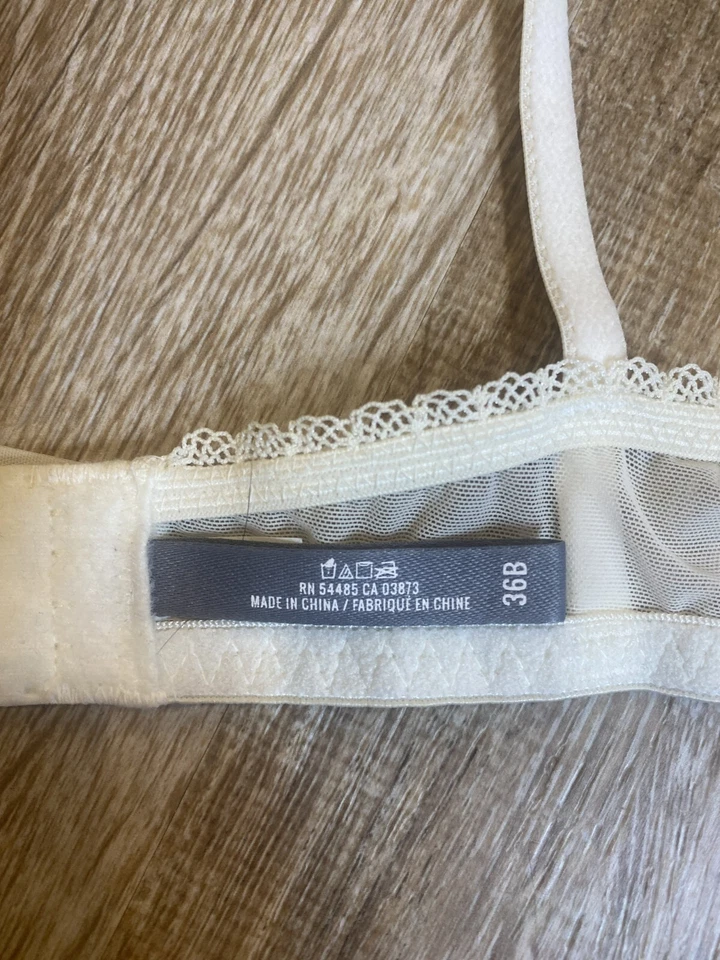 RN 54485 CA 03873
MADE IN CHINA / FABRIQUÉ EN CHINE
36B